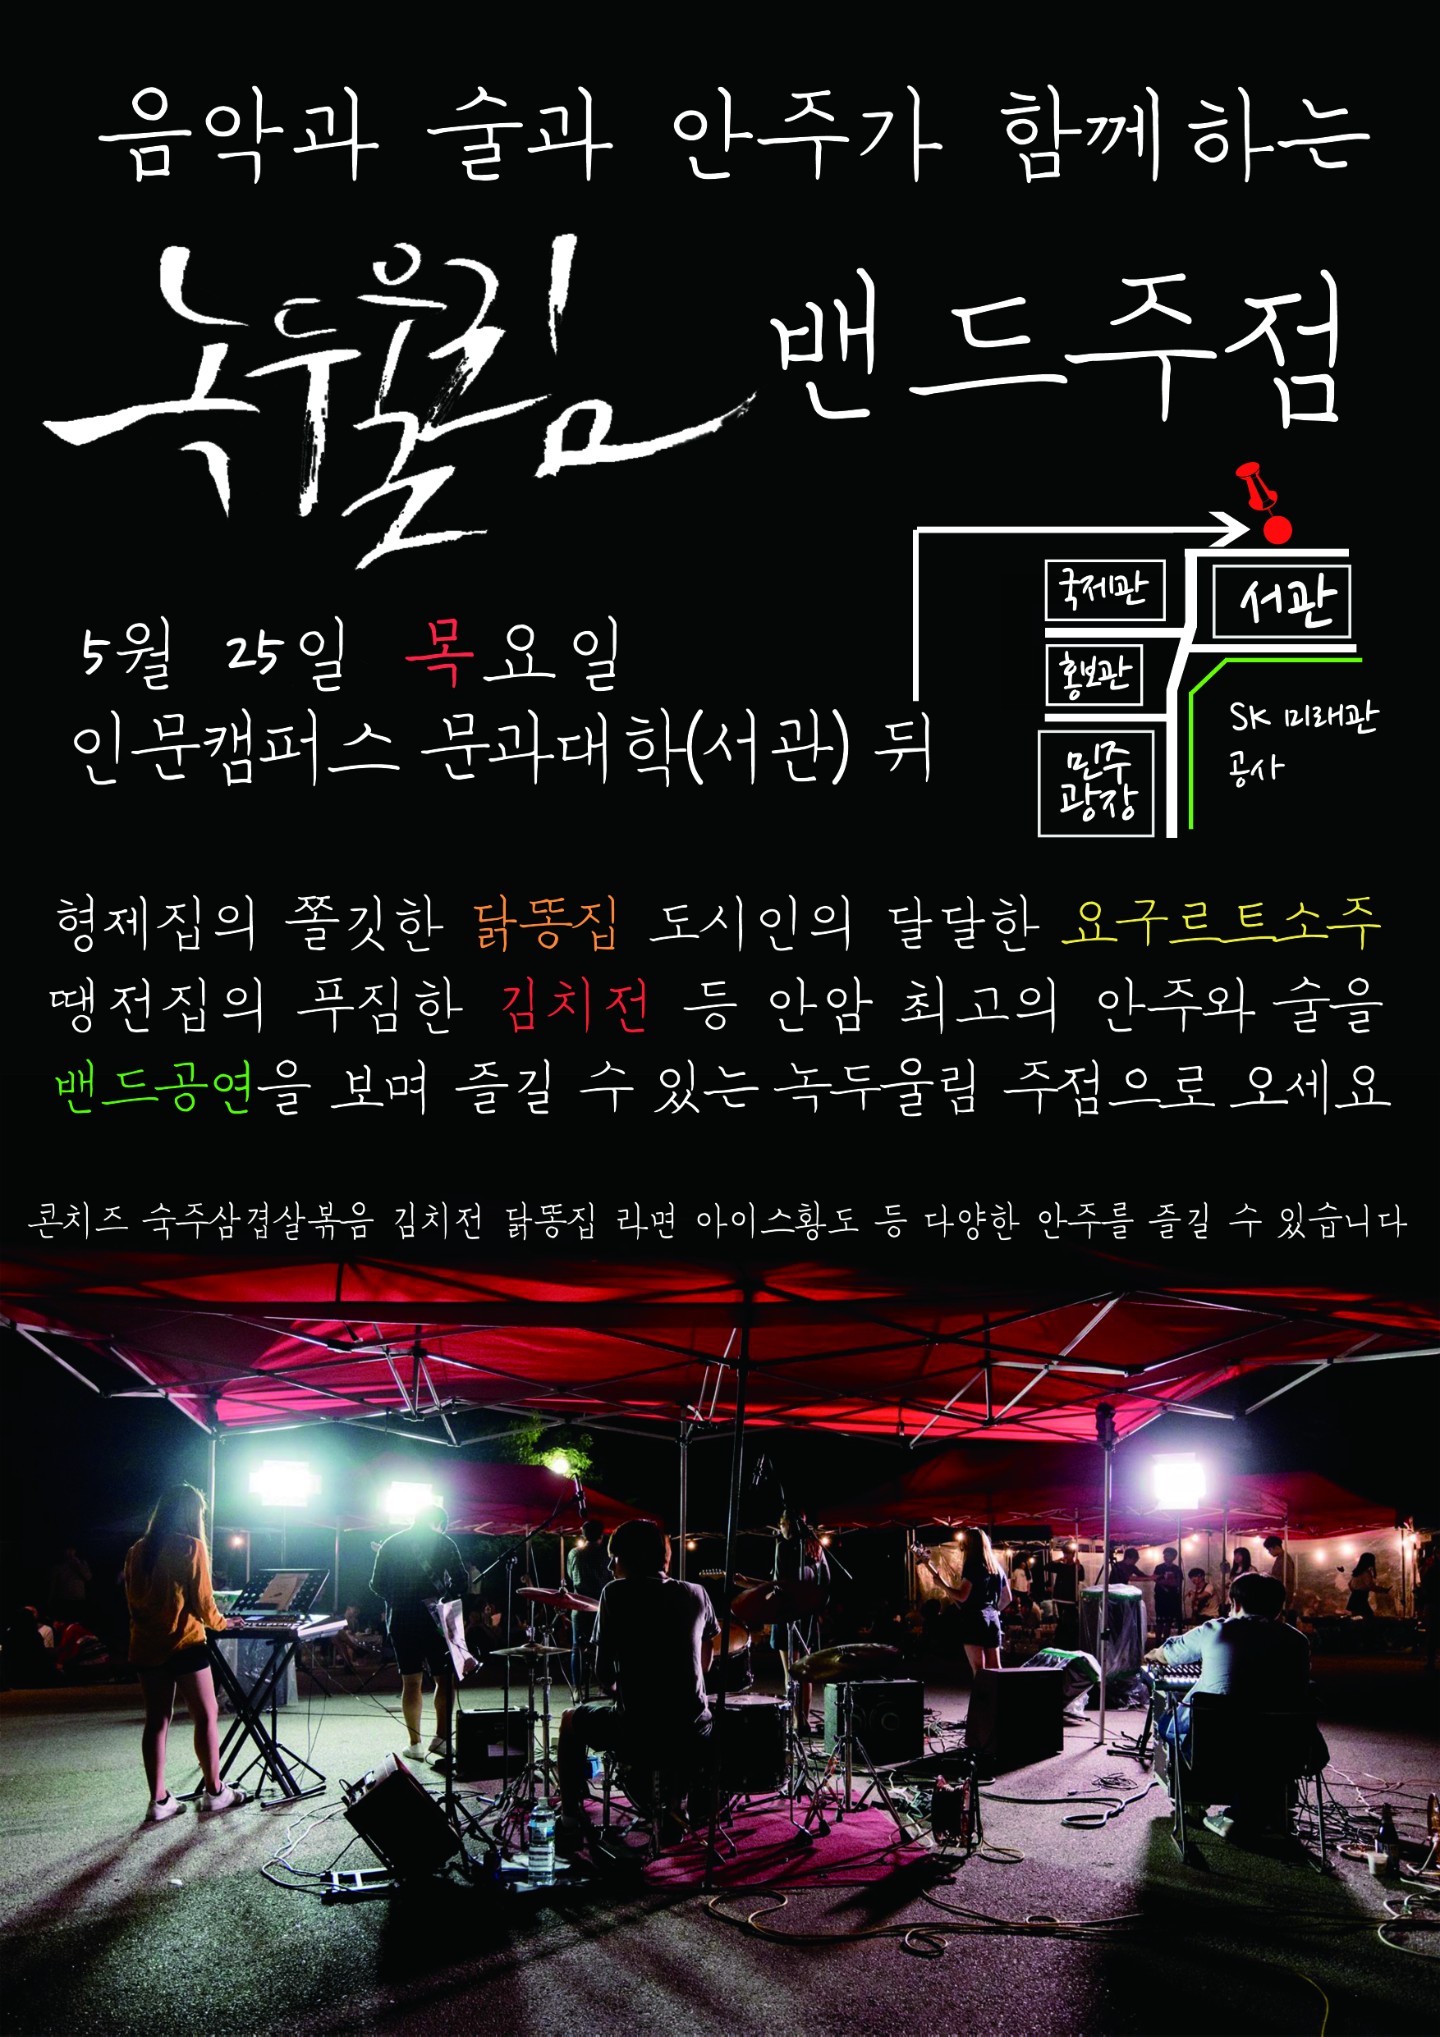 음악과 술과 안주가 함께하는
녹두울림 밴드주점
5월 25일 목요일
인문캠퍼스 문과대학(서관) 뒤
국제관
서관
홍보관
SK 미래관
공사
민주
광장
형제집의 쫄깃한 닭똥집 도시인의 달달한 요구르트소주
땡전집의 푸짐한 김치전 등 안암 최고의 안주와 술을
밴드공연을 보며 즐길 수 있는 녹두울림 주점으로 오세요
콘치즈 숙주삼겹살볶음 김치전 닭똥집 라면 아이스황도 등 다양한 안주를 즐길 수 있습니다